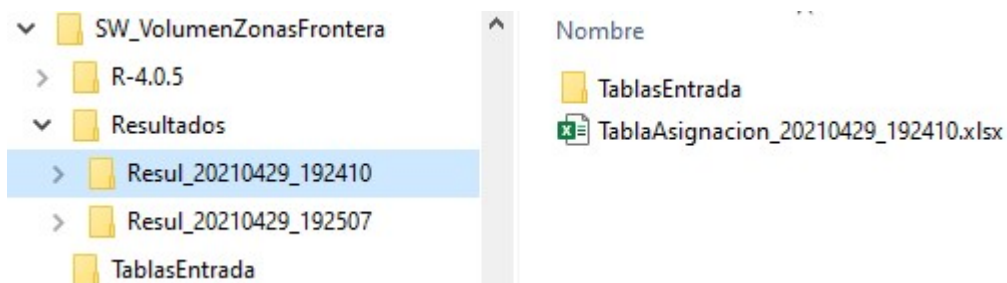 SW_VolumenZonasFrontera
R-4.0.5
Resultados
Resul_20210429_192410
Resul_20210429_192507
TablasEntrada
Nombre
TablasEntrada
TablaAsignacion_20210429_192410.xlsx